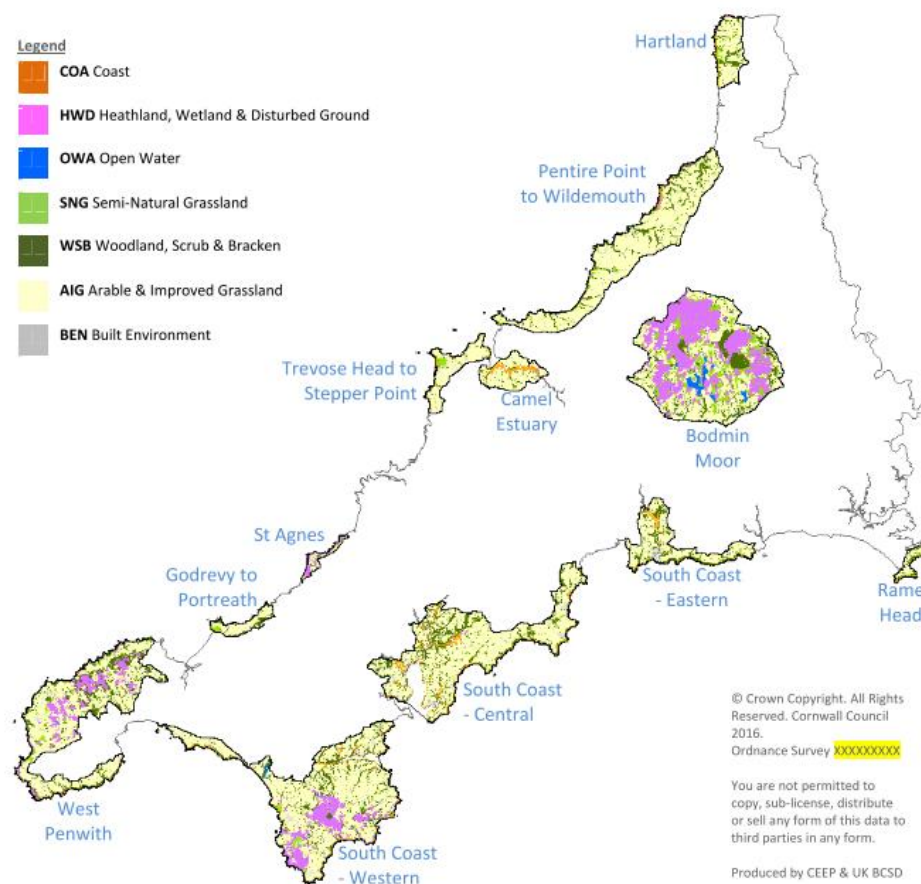 Legend
COA Coast
HWD Heathland, Wetland & Disturbed Ground
OWA Open Water
SNG Semi-Natural Grassland
WSB Woodland, Scrub & Bracken
AIG Arable & Improved Grassland
BEN Built Environment
Hartland
Pentire Point
to Wildemouth
Trevose Head to
Stepper Point
Camel
Estuary
Bodmin
Moor
St Agnes
Godrevy to
Portreath
South Coast
- Eastern
Rame
Head
South Coast
- Central
West
Penwith
South Coast
- Western
© Crown Copyright. All Rights
Reserved. Cornwall Council
2016.
Ordnance Survey XXXXXXXXX
You are not permitted to
copy, sub-license, distribute
or sell any form of this data to
third parties in any form.
Produced by CEEP & UK BCSD